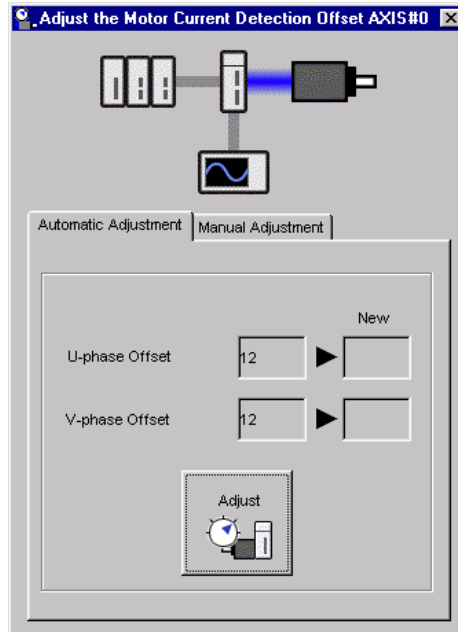 Adjust the Motor Current Detection Offset AXIS#0
Automatic Adjustment
Manual Adjustment
New
U-phase Offset 12
V-phase Offset 12
Adjust